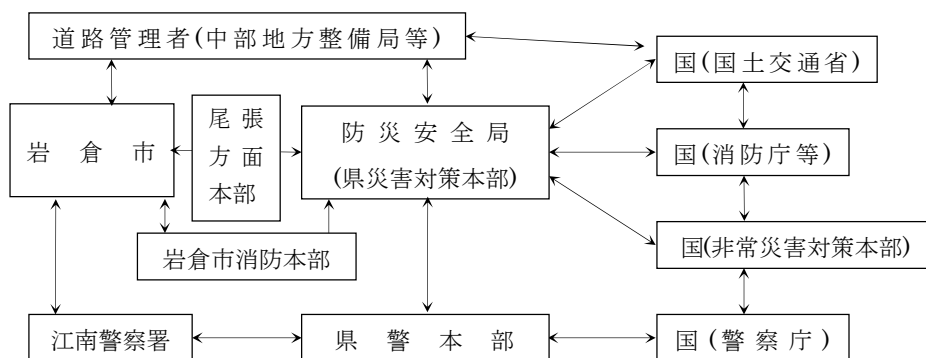 道路管理者(中部地方整備局等)
国(国土交通省)
岩倉市
尾張
方面
本部
防災安全局
(県災害対策本部)
国(消防庁等)
岩倉市消防本部
国(非常災害対策本部)
江南警察署
県警本部
国(警察庁)